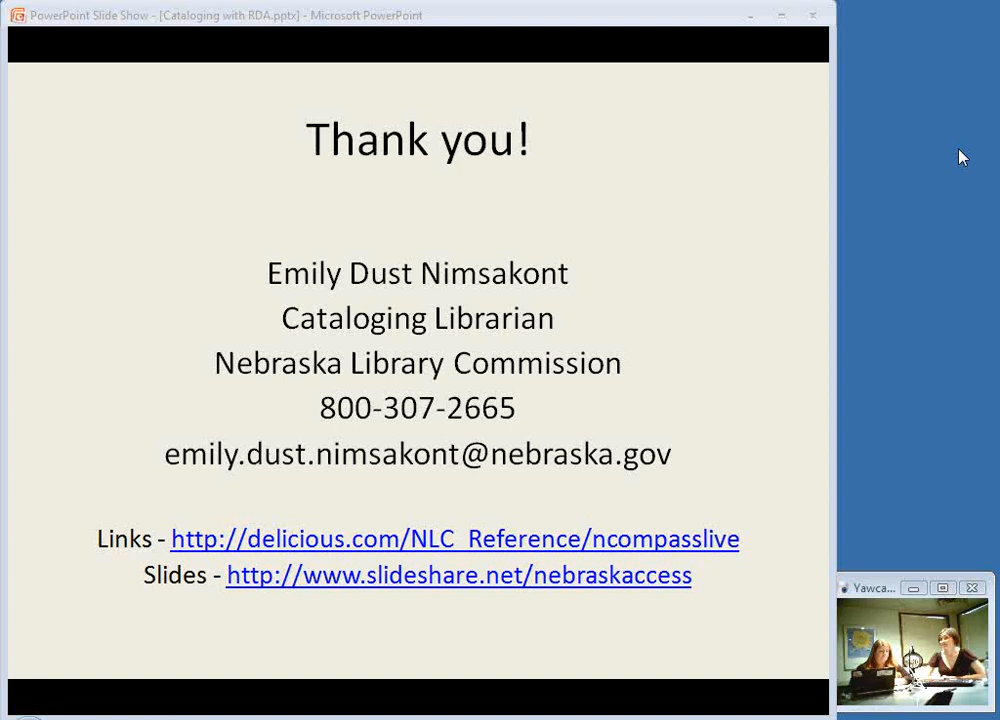 PowerPoint Slide Show - [Cataloging with RDA.pptx] - Microsoft PowerPoint
Thank you!
Emily Dust Nimsakont
Cataloging Librarian
Nebraska Library Commission
800-307-2665
emily.dust.nimsakont@nebraska.gov
Links - http://delicious.com/NLC_Reference/ncompasslive
Slides - http://www.slideshare.net/nebraskaccess
Yawca...